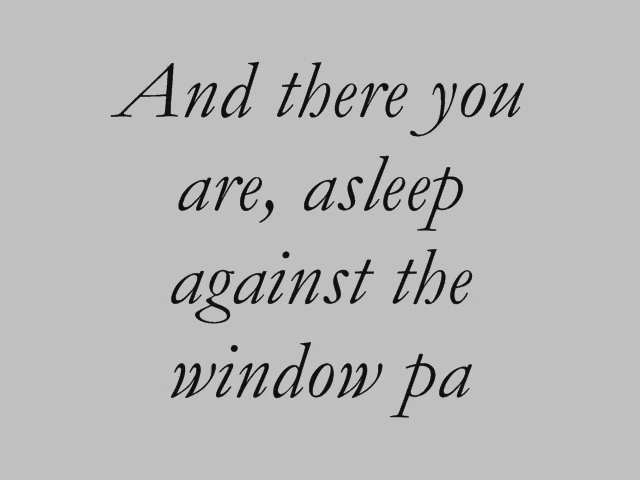 And there you
are, asleep
against the
window pa